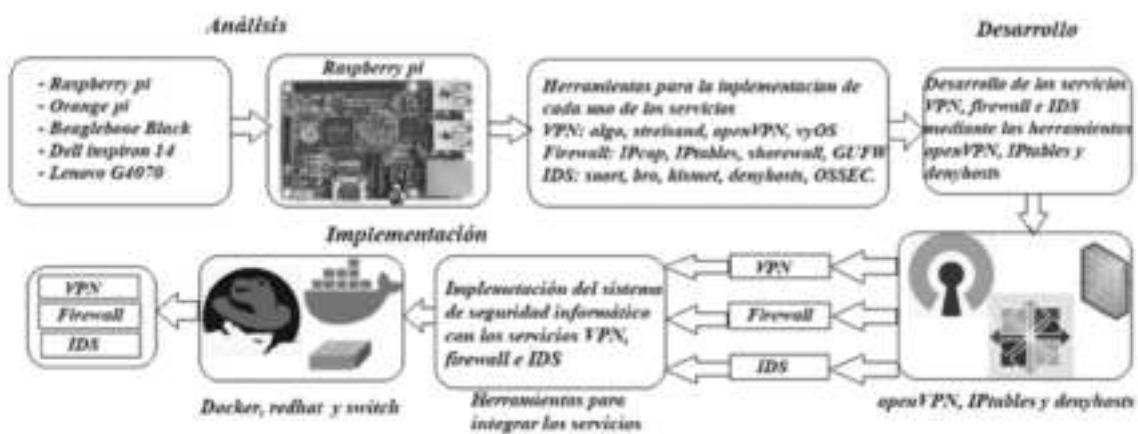 Análisis
Desarrollo
- Raspberry pi
- Orange pi
- Beaglebone Black
- Dell inspiron 14
- Lenovo G4070
Raspberry pi
Herramientas para la inplementacion de
cada uno de los servicios
VPN: algo, streisand, openVPN, vyOS
Firewall: IPcop, IPtables, shorewall, GUFW
IDS: snort, bro, kismet, denyhosts, OSSEC.
Desarrollo de los servicios
VPN, firewall e IDS
mediante las herramientas
openVPN, IPtables y
denyhosts
Implementación
VPN
Firewall
IDS
Docker, redhat y switch
Implemetación del sistema
de seguridad informático
con los servicios VPN,
firewall e IDS
Herramientas para
integrar los servicios
VPN
Firewall
IDS
openVPN, IPtables y denyhosts